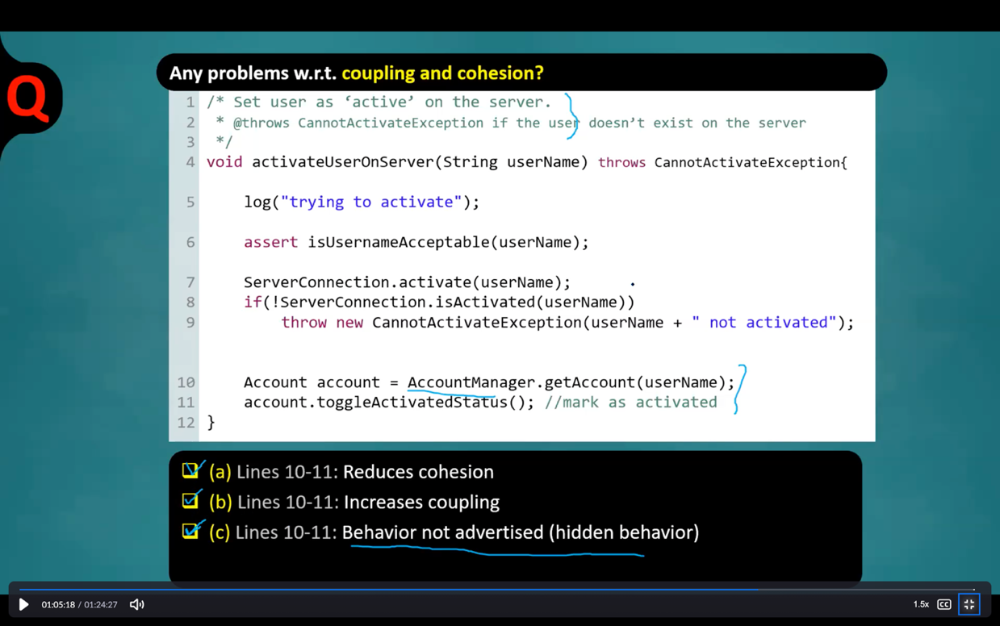 Q
Any problems w.r.t. coupling and cohesion?
1 /* Set user as ‘active’ on the server.
2 * @throws CannotActivateException if the user doesn’t exist on the server
3 */
4 void activateUserOnServer(String userName) throws CannotActivateException{
5 log("trying to activate");
6 assert isUsernameAcceptable(userName);
7 ServerConnection.activate(userName);
8 if(!ServerConnection.isActivated(userName))
9 throw new CannotActivateException(userName + " not activated");
10 Account account = AccountManager.getAccount(userName);
11 account.toggleActivatedStatus(); //mark as activated
12 }
(a) Lines 10-11: Reduces cohesion
(b) Lines 10-11: Increases coupling
(c) Lines 10-11: Behavior not advertised (hidden behavior)
01:05:18 / 01:24:27 1.5x CC